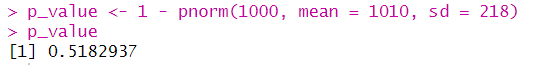 > p_value <- 1 - pnorm(1000, mean = 1010, sd = 218)
> p_value
[1] 0.5182937